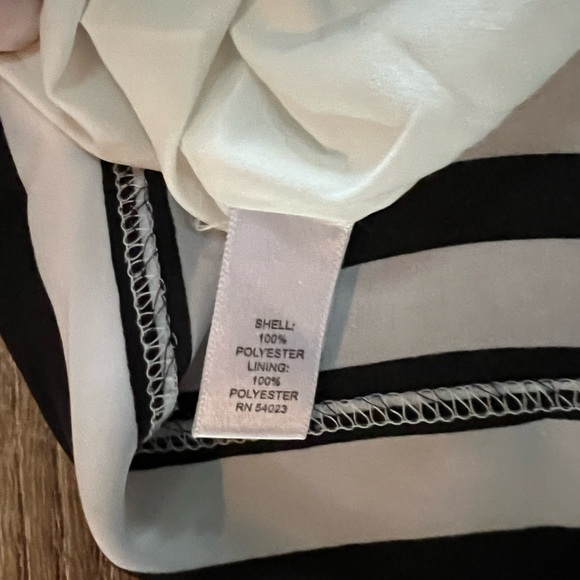 SHELL:
100%
POLYESTER
LINING:
100%
POLYESTER
RN 54023